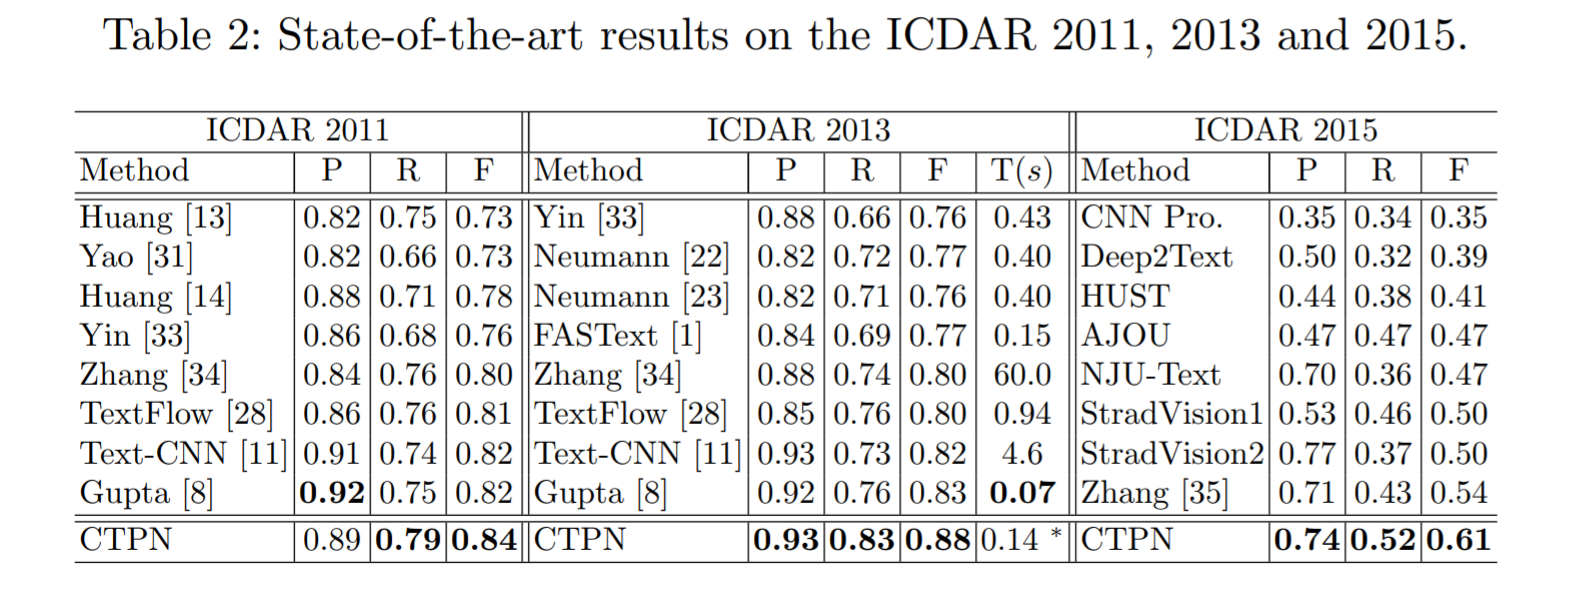 Table 2: State-of-the-art results on the ICDAR 2011, 2013 and 2015.
ICDAR 2011 ICDAR 2013 ICDAR 2015
Method P R F Method P R F T(s) Method P R F
Huang [13] 0.82 0.75 0.73 Yin [33] 0.88 0.66 0.76 0.43 CNN Pro. 0.35 0.34 0.35
Yao [31] 0.82 0.66 0.73 Neumann [22] 0.82 0.72 0.77 0.40 Deep2Text 0.50 0.32 0.39
Huang [14] 0.88 0.71 0.78 Neumann [23] 0.82 0.71 0.76 0.40 HUST 0.44 0.38 0.41
Yin [33] 0.86 0.68 0.76 FASText [1] 0.84 0.69 0.77 0.15 AJOU 0.47 0.47 0.47
Zhang [34] 0.84 0.76 0.80 Zhang [34] 0.88 0.74 0.80 60.0 NJU-Text 0.70 0.36 0.47
TextFlow [28] 0.86 0.76 0.81 TextFlow [28] 0.85 0.76 0.80 0.94 StradVision1 0.53 0.46 0.50
Text-CNN [11] 0.91 0.74 0.82 Text-CNN [11] 0.93 0.73 0.82 4.6 StradVision2 0.77 0.37 0.50
Gupta [8] 0.92 0.75 0.82 Gupta [8] 0.92 0.76 0.83 0.07 Zhang [35] 0.71 0.43 0.54
CTPN 0.89 0.79 0.84 CTPN 0.93 0.83 0.88 0.14 * CTPN 0.74 0.52 0.61